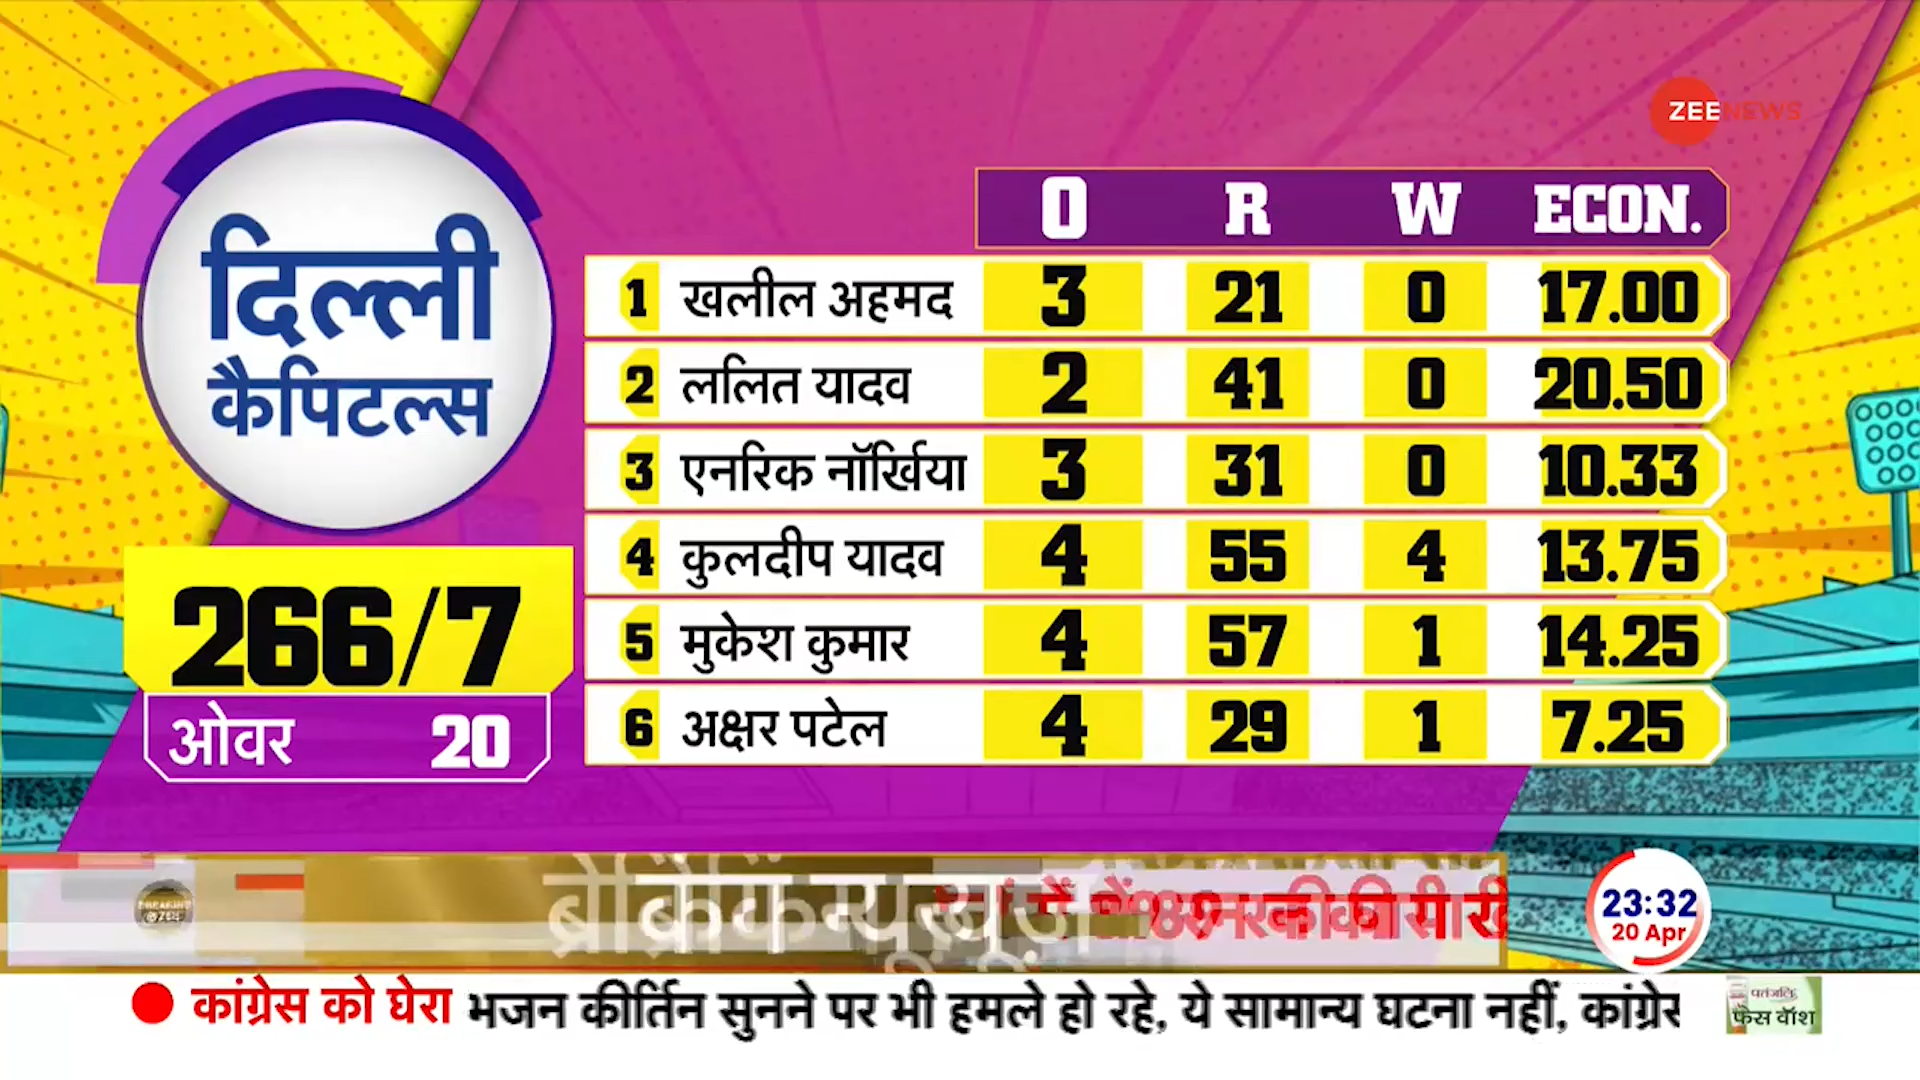 ZEE NEWS
दिल्ली
कैपिटल्स
266/7
ओवर 20
O R W ECON.
1 खलील अहमद 3 21 0 17.00
2 ललित यादव 2 41 0 20.50
3 एनरिक नॉर्खिया 3 31 0 10.33
4 कुलदीप यादव 4 55 4 13.75
5 मुकेश कुमार 4 57 1 14.25
6 अक्षर पटेल 4 29 1 7.25
23:32
20 Apr
कांग्रेस को घेरा भजन कीर्तिन सुनने पर भी हमले हो रहे, ये सामान्य घटना नहीं, कांग्रेस
पतंजलि
फेस वॉश